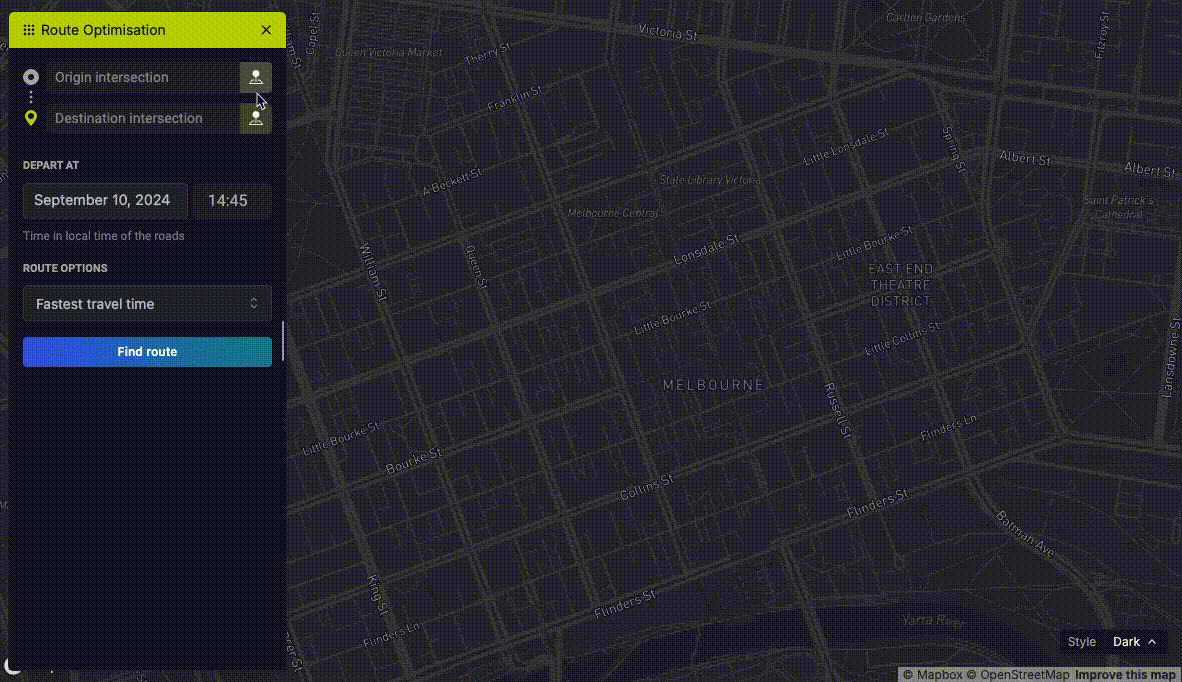 Route Optimisation
Origin intersection
Destination intersection
DEPART AT
September 10, 2024
14:45
Time in local time of the roads
ROUTE OPTIONS
Fastest travel time
Find route
Capel St
Queen Victoria Market
Therry St
Victoria St
Carlton Gardens
Fitzroy St
Franklin St
Little Lonsdale St
Spring St
Albert St
Albert St
A Beckett St
State Library Victoria
Saint Patrick's
Cathedral
Melbourne Central
William St
Queen St
Lonsdale St
Little Bourke St
EAST END
THEATRE
DISTRICT
Little Bourke St
Little Collins St
Lansdowne St
MELBOURNE
Russell St
Flinders Ln
Little Bourke St
Bourke St
Collins St
Flinders St
Batman Ave
King St
Flinders St
Flinders Ln
Yarra River
Style
Dark
© Mapbox © OpenStreetMap Improve this map